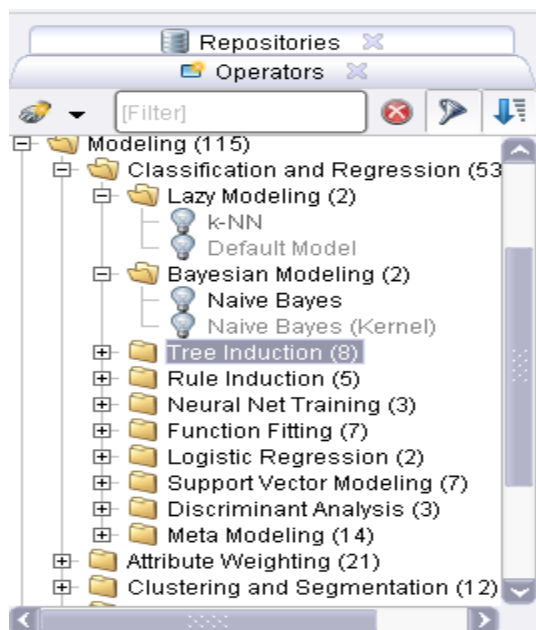 Repositories
Operators
[Filter]
Modeling (115)
Classification and Regression (53
Lazy Modeling (2)
k-NN
Default Model
Bayesian Modeling (2)
Naive Bayes
Naive Bayes (Kernel)
Tree Induction (8)
Rule Induction (5)
Neural Net Training (3)
Function Fitting (7)
Logistic Regression (2)
Support Vector Modeling (7)
Discriminant Analysis (3)
Meta Modeling (14)
Attribute Weighting (21)
Clustering and Segmentation (12)